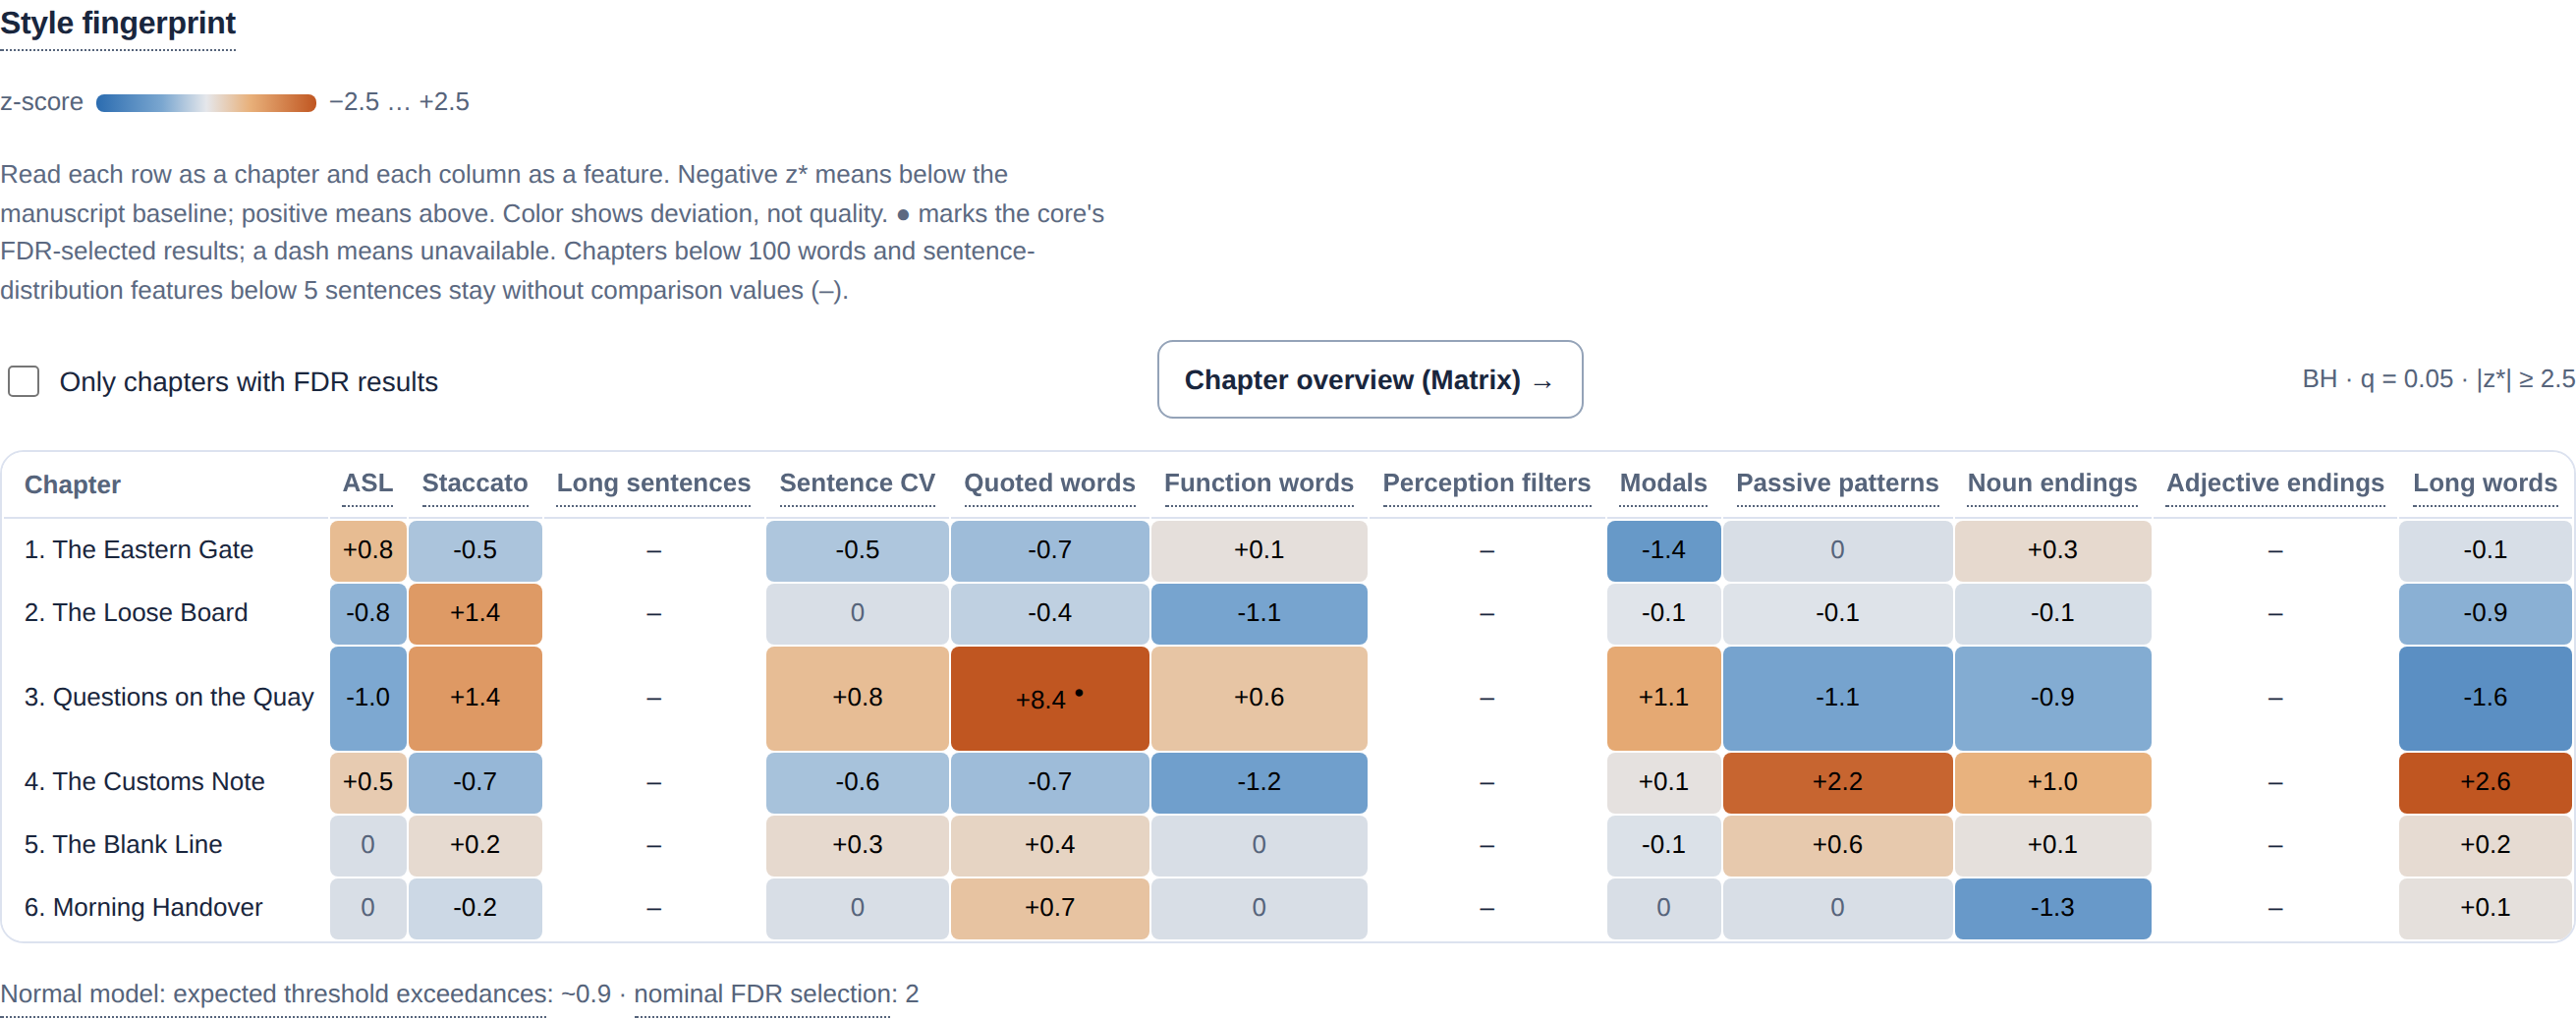 Style fingerprint
z-score −2.5 … +2.5
Read each row as a chapter and each column as a feature. Negative z* means below the
manuscript baseline; positive means above. Color shows deviation, not quality. ● marks the core's
FDR-selected results; a dash means unavailable. Chapters below 100 words and sentence-
distribution features below 5 sentences stay without comparison values (–).
Only chapters with FDR results Chapter overview (Matrix) → BH · q = 0.05 · |z*| ≥ 2.5
Chapter ASL Staccato Long sentences Sentence CV Quoted words Function words Perception filters Modals Passive patterns Noun endings Adjective endings Long words
1. The Eastern Gate +0.8 -0.5 – -0.5 -0.7 +0.1 – -1.4 0 +0.3 – -0.1
2. The Loose Board -0.8 +1.4 – 0 -0.4 -1.1 – -0.1 -0.1 -0.1 – -0.9
3. Questions on the Quay -1.0 +1.4 – +0.8 +8.4 ● +0.6 – +1.1 -1.1 -0.9 – -1.6
4. The Customs Note +0.5 -0.7 – -0.6 -0.7 -1.2 – +0.1 +2.2 +1.0 – +2.6
5. The Blank Line 0 +0.2 – +0.3 +0.4 0 – -0.1 +0.6 +0.1 – +0.2
6. Morning Handover 0 -0.2 – 0 +0.7 0 – 0 0 -1.3 – +0.1
Normal model: expected threshold exceedances: ~0.9 · nominal FDR selection: 2